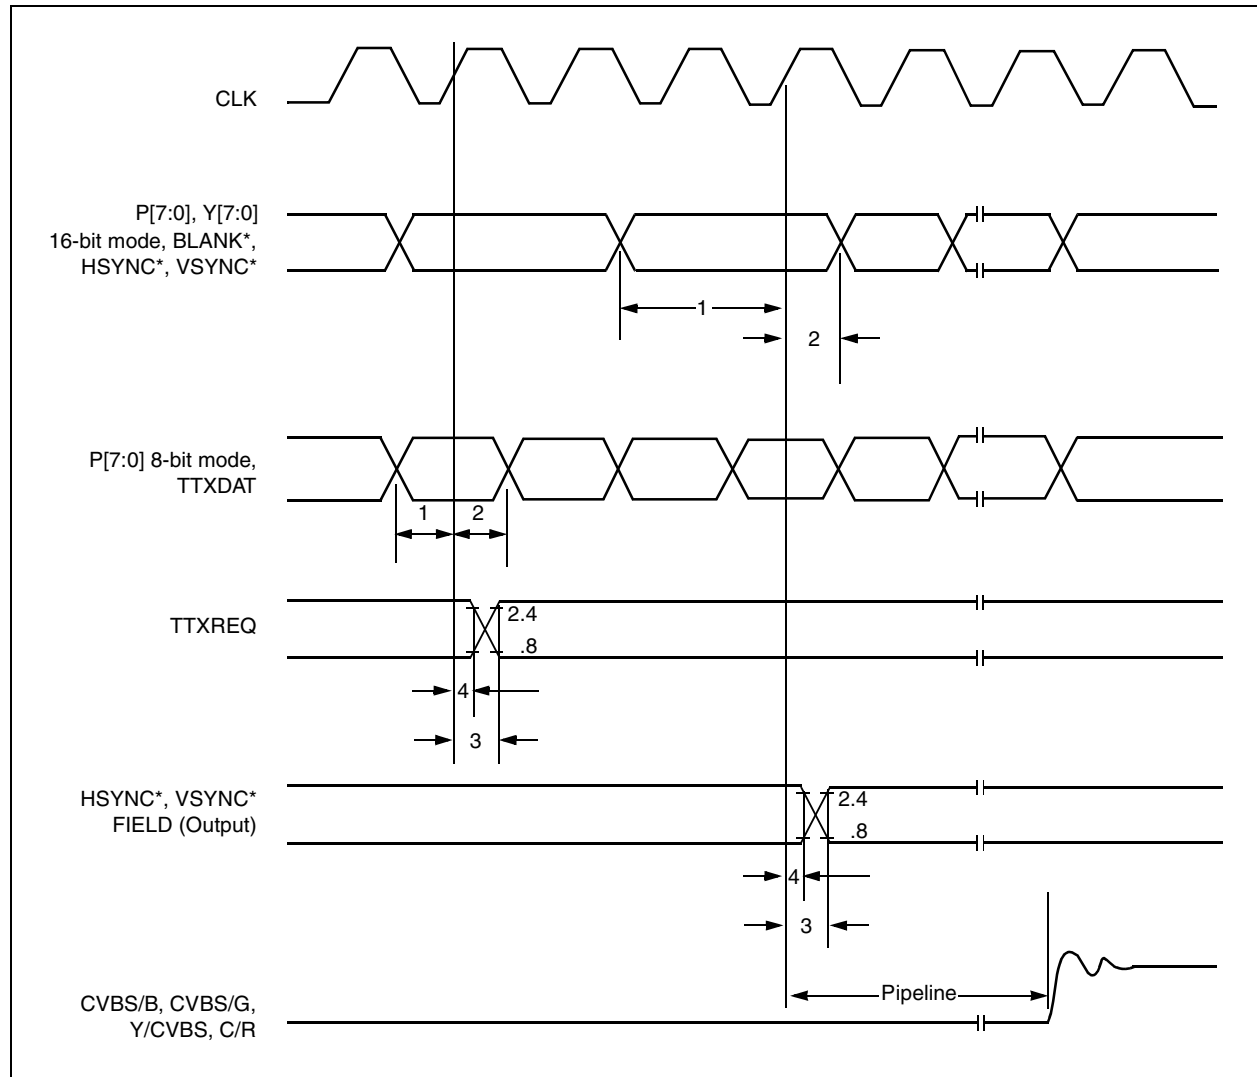 CLK
P[7:0], Y[7:0]
16-bit mode, BLANK*,
HSYNC*, VSYNC*
1
2
P[7:0] 8-bit mode,
TTXDAT
1
2
TTXREQ
2.4
.8
4
3
HSYNC*, VSYNC*
FIELD (Output)
2.4
.8
4
3
Pipeline
CVBS/B, CVBS/G,
Y/CVBS, C/R